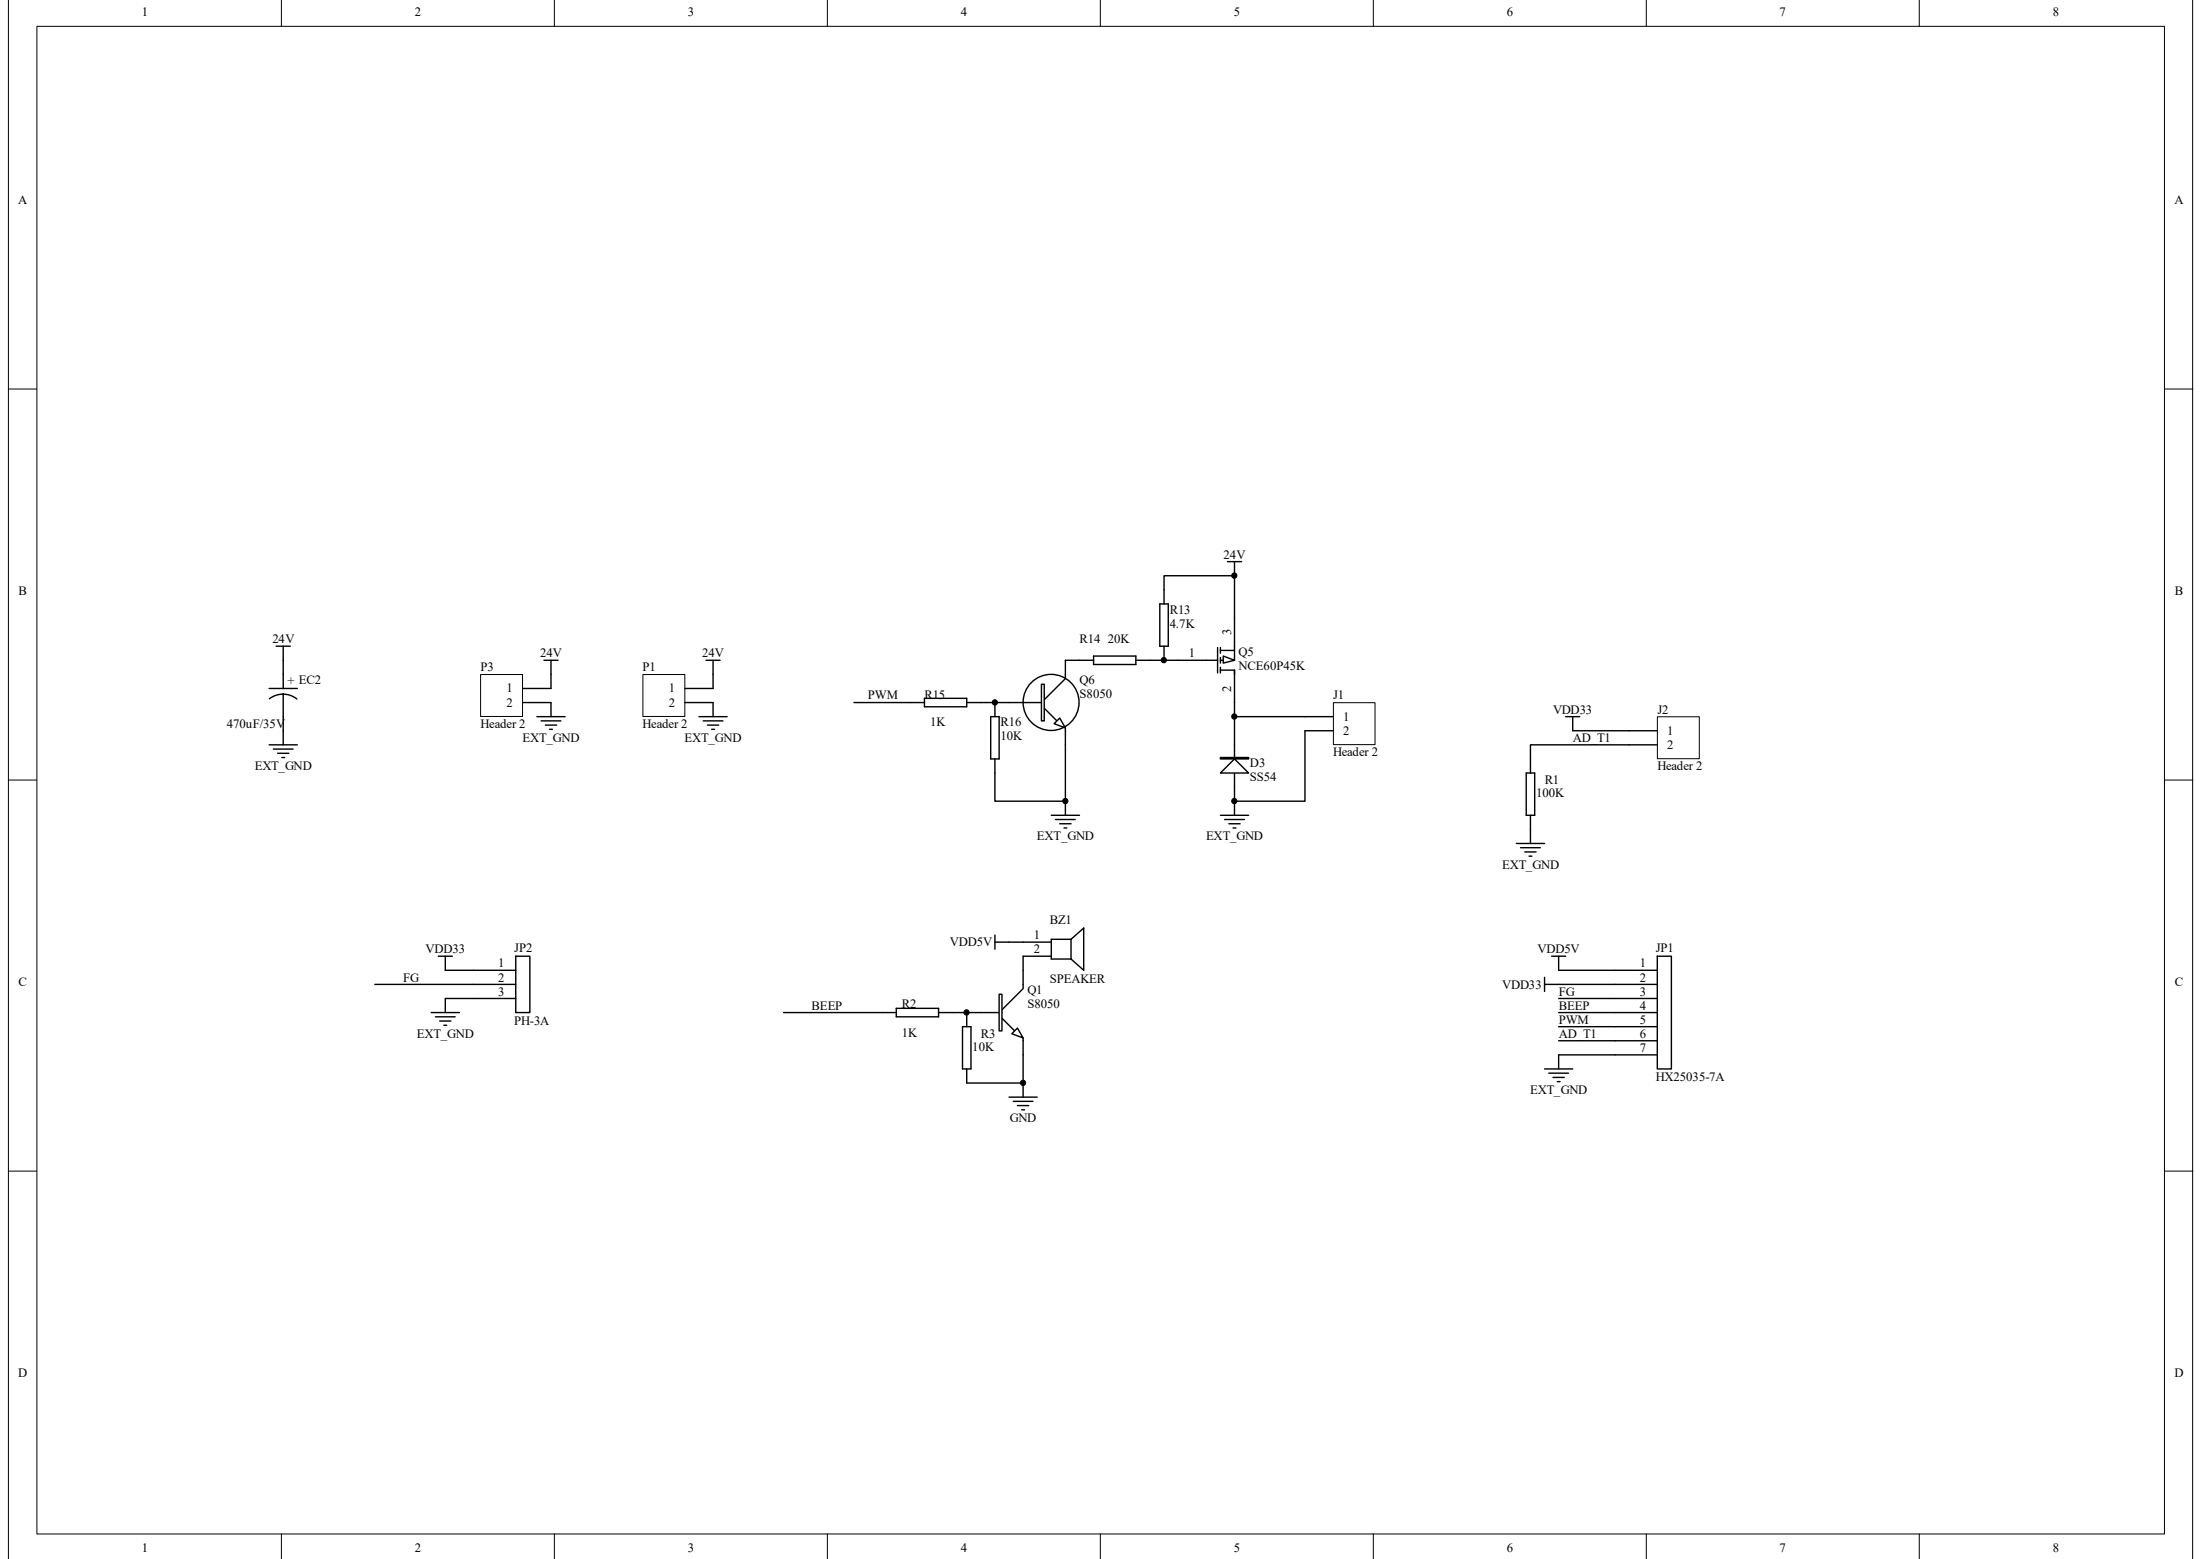 1 2 3 4 5 6 7 8
A A
B B
C C
D D
24V
+ EC2
470uF/35V
EXT_GND
P3
24V
1
2
Header 2
EXT_GND
P1
24V
1
2
Header 2
EXT_GND
PWM
R15
1K
R16
10K
Q6
S8050
EXT_GND
R14 20K
R13
4.7K
24V
3
1
Q5
NCE60P45K
2
D3
SS54
EXT_GND
J1
1
2
Header 2
VDD33
AD_T1
J2
1
2
Header 2
R1
100K
EXT_GND
VDD33
JP2
1
FG
2
3
EXT_GND
PH-3A
BZ1
VDD5V
1
2
SPEAKER
Q1
S8050
BEEP
R2
1K
R3
10K
GND
VDD5V
JP1
1
VDD33
2
FG
3
BEEP
4
PWM
5
AD_T1
6
7
EXT_GND
HX25035-7A
1 2 3 4 5 6 7 8